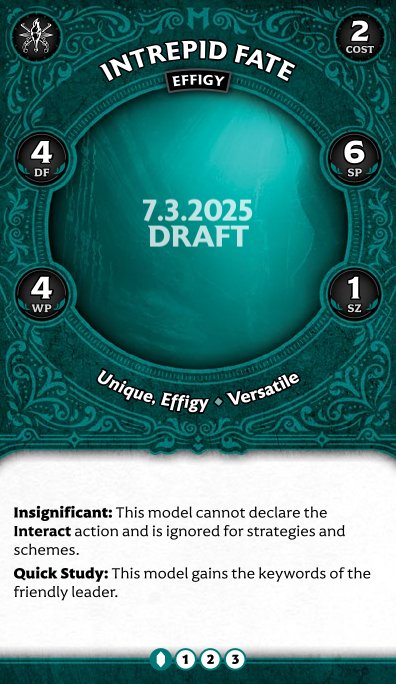 2
COST
INTREPID FATE
EFFIGY
4
DF
6
SP
7.3.2025
DRAFT
4
WP
1
SZ
Unique, Effigy ◆ Versatile
Insignificant: This model cannot declare the
Interact action and is ignored for strategies and
schemes.
Quick Study: This model gains the keywords of the
friendly leader.
1 2 3